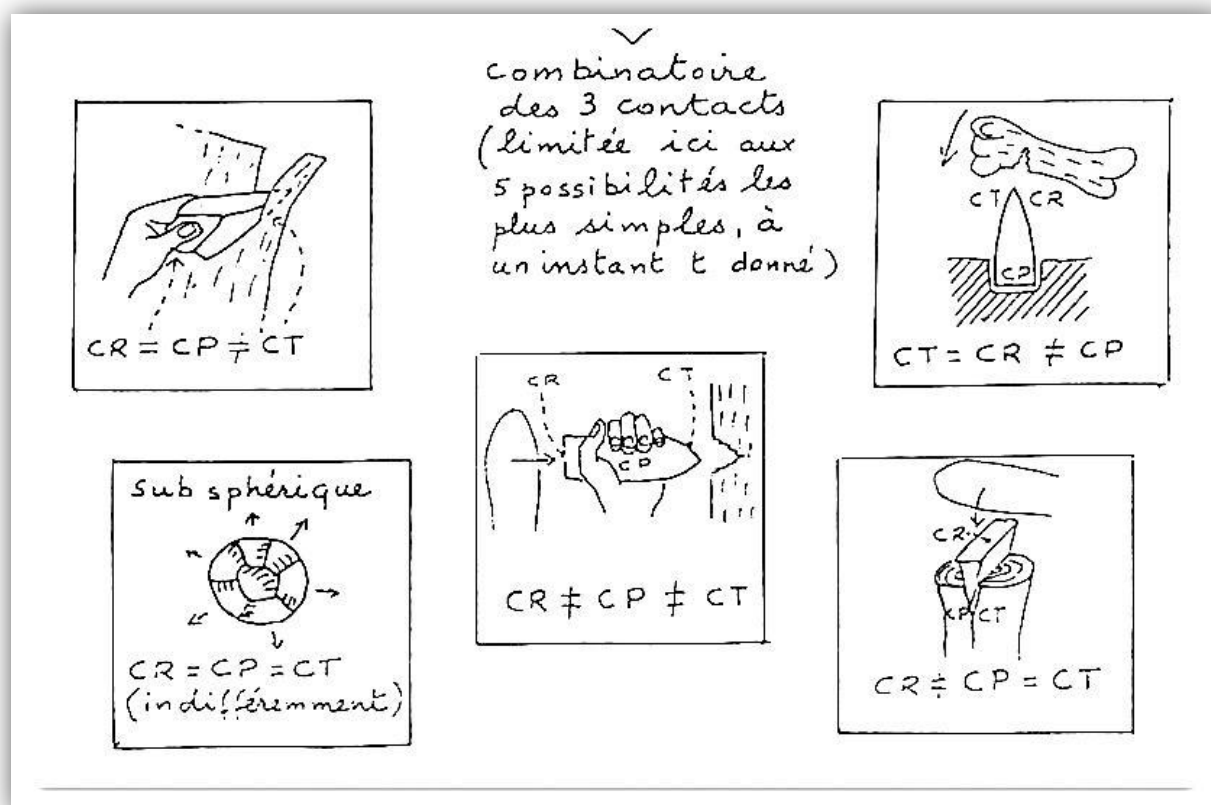 combinatoire
des 3 contacts
(limitée ici aux
5 possibilités les
plus simples, à
un instant t donné)
CR = CP ≠ CT
CT CR
CP
CT = CR ≠ CP
CR
CT
CP
CR ≠ CP ≠ CT
Sub sphérique
CR = CP = CT
(indifféremment)
CR
CP CT
CR ≠ CP = CT